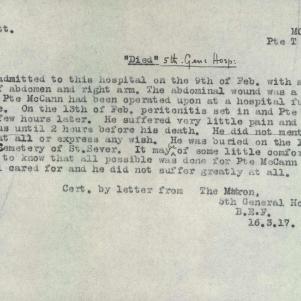 tt.
Pte T
"Died" 5th. Genl Hosp:
admitted to this hospital on the 9th of Feb. with a
f abdomen and right arm. The abdominal wound was a
Pte McCann had been operated upon at a hospital fu
e. On the 13th of Feb. peritonitis set in and Pte
few hours later. He suffered very little pain and
us until 2 hours before his death. He did not ment
at all or express any wish. He was buried on the 1
Cemetery of St.Sever. It may be of some little comfor
to know that all possible was done for Pte McCann
l cared for and he did not suffer greatly at all.
Cert. by letter from The Matron,
5th General Ho
B.E.F.
16.3.17.